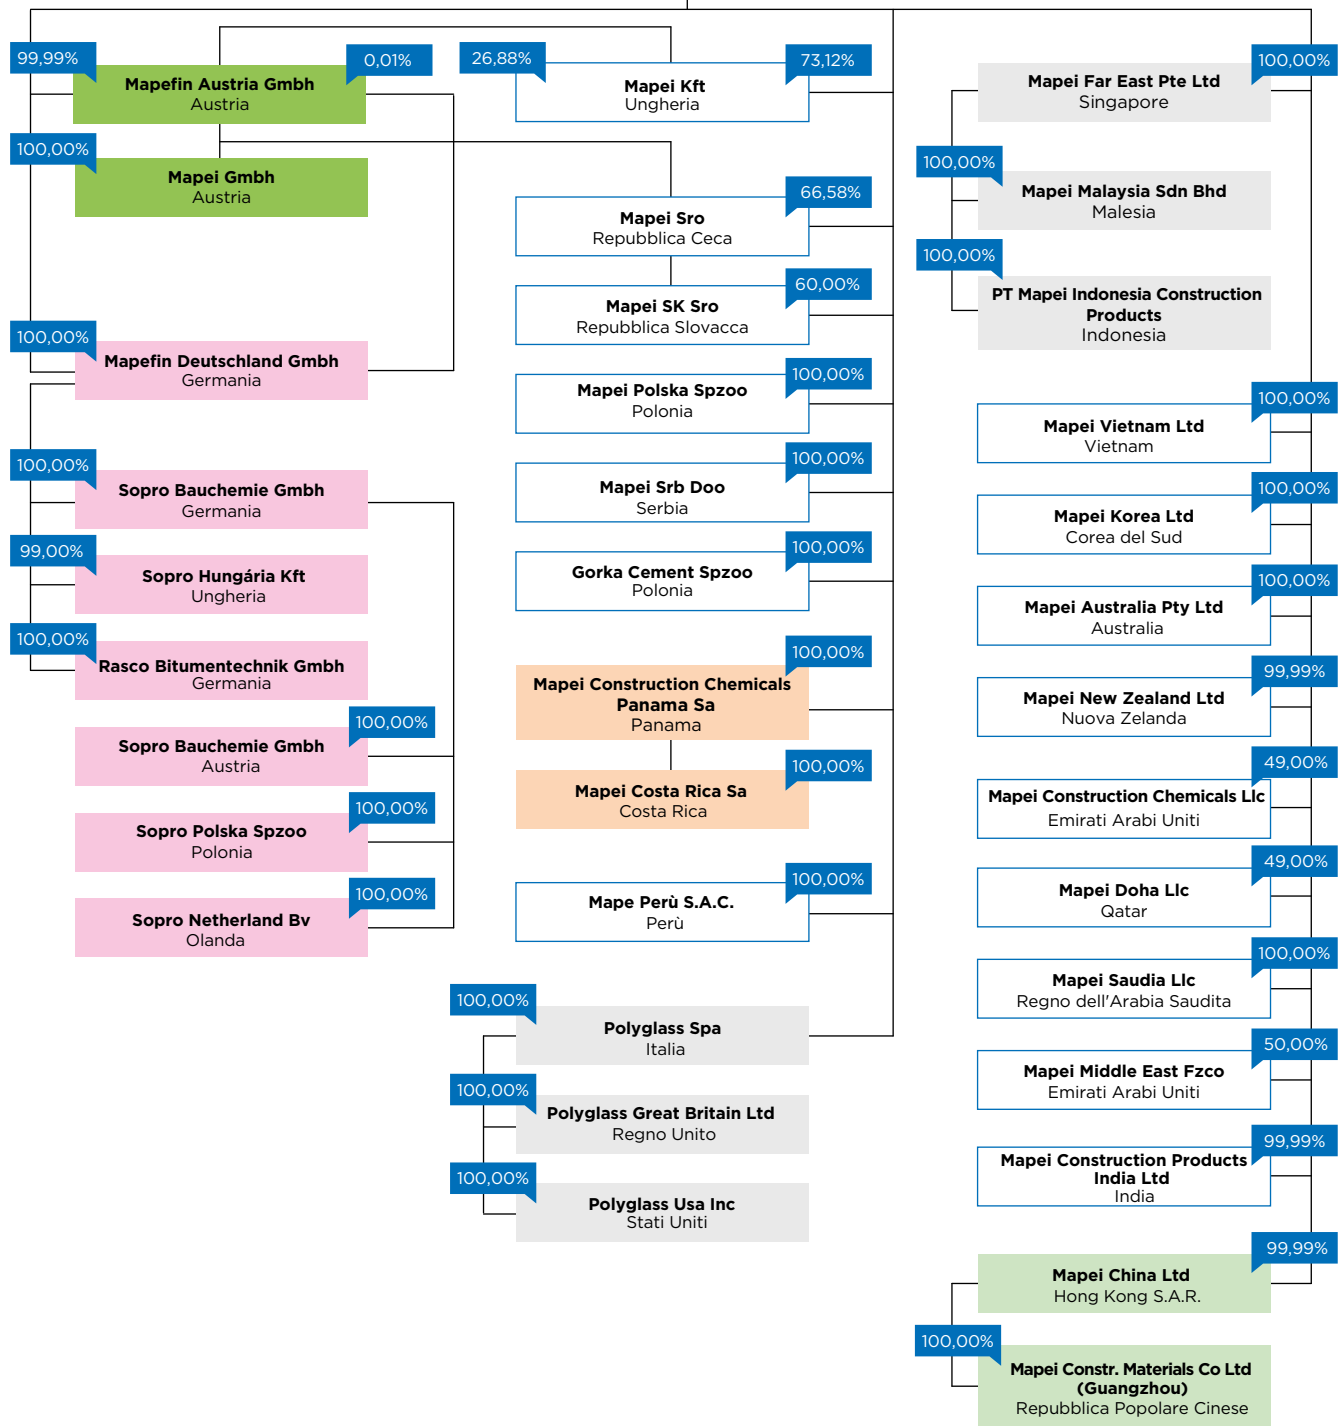 99,99%
0,01%
Mapefin Austria Gmbh
Austria
100,00%
Mapei Gmbh
Austria
100,00%
Mapefin Deutschland Gmbh
Germania
100,00%
Sopro Bauchemie Gmbh
Germania
99,00%
Sopro Hungária Kft
Ungheria
100,00%
Rasco Bitumentechnik Gmbh
Germania
100,00%
Sopro Bauchemie Gmbh
Austria
100,00%
Sopro Polska Spzoo
Polonia
100,00%
Sopro Netherland Bv
Olanda
26,88%
73,12%
Mapei Kft
Ungheria
66,58%
Mapei Sro
Repubblica Ceca
60,00%
Mapei SK Sro
Repubblica Slovacca
100,00%
Mapei Polska Spzoo
Polonia
100,00%
Mapei Srb Doo
Serbia
100,00%
Gorka Cement Spzoo
Polonia
100,00%
Mapei Construction Chemicals
Panama Sa
Panama
100,00%
Mapei Costa Rica Sa
Costa Rica
100,00%
Mape Perù S.A.C.
Perù
100,00%
Polyglass Spa
Italia
100,00%
Polyglass Great Britain Ltd
Regno Unito
100,00%
Polyglass Usa Inc
Stati Uniti
100,00%
Mapei Far East Pte Ltd
Singapore
100,00%
Mapei Malaysia Sdn Bhd
Malesia
100,00%
PT Mapei Indonesia Construction
Products
Indonesia
100,00%
Mapei Vietnam Ltd
Vietnam
100,00%
Mapei Korea Ltd
Corea del Sud
100,00%
Mapei Australia Pty Ltd
Australia
99,99%
Mapei New Zealand Ltd
Nuova Zelanda
49,00%
Mapei Construction Chemicals Llc
Emirati Arabi Uniti
49,00%
Mapei Doha Llc
Qatar
100,00%
Mapei Saudia Llc
Regno dell'Arabia Saudita
50,00%
Mapei Middle East Fzco
Emirati Arabi Uniti
99,99%
Mapei Construction Products
India Ltd
India
99,99%
Mapei China Ltd
Hong Kong S.A.R.
100,00%
Mapei Constr. Materials Co Ltd
(Guangzhou)
Repubblica Popolare Cinese